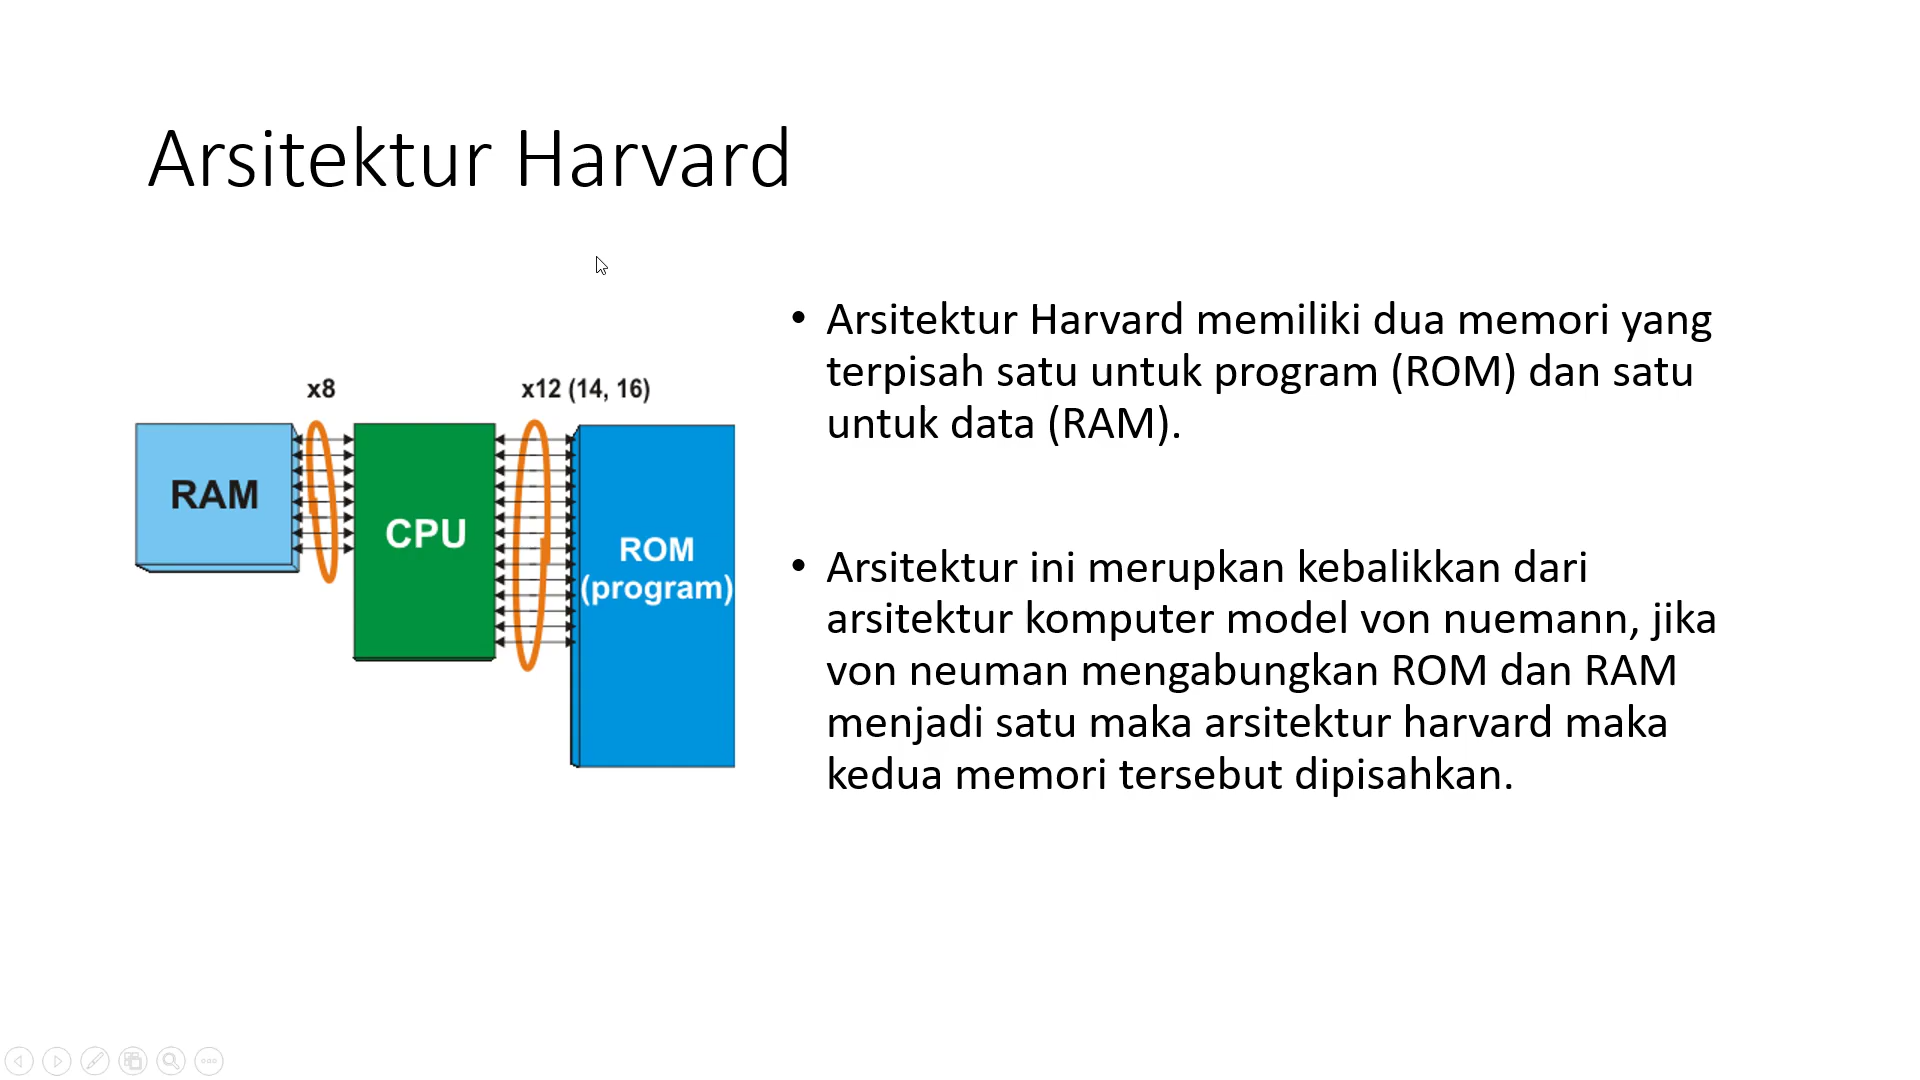 Arsitektur Harvard
x8
x12 (14, 16)
RAM
CPU
ROM
(program)
• Arsitektur Harvard memiliki dua memori yang
terpisah satu untuk program (ROM) dan satu
untuk data (RAM).
• Arsitektur ini merupkan kebalikkan dari
arsitektur komputer model von nuemann, jika
von neuman mengabungkan ROM dan RAM
menjadi satu maka arsitektur harvard maka
kedua memori tersebut dipisahkan.